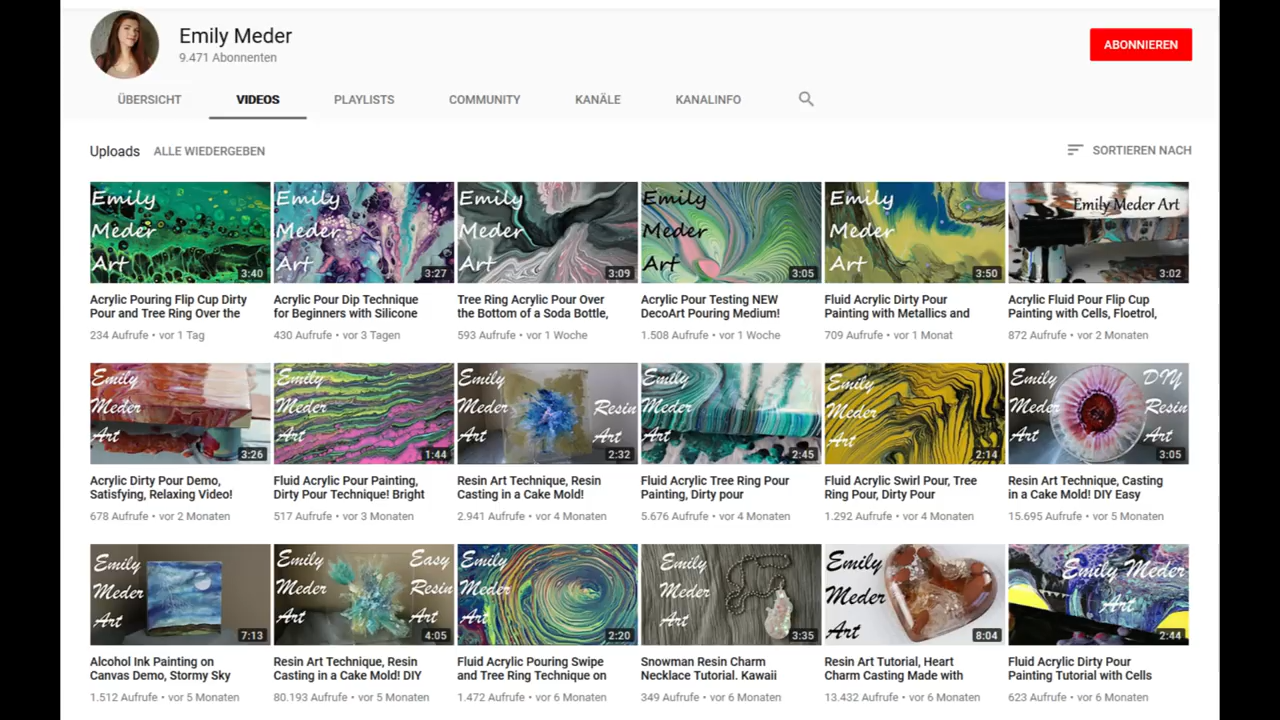 Emily Meder
9.471 Abonnenten
ABONNIEREN
ÜBERSICHT VIDEOS PLAYLISTS COMMUNITY KANÄLE KANALINFO
Uploads ALLE WIEDERGEBEN SORTIEREN NACH
Emily Meder Art 3:40
Emily Meder Art 3:27
Emily Meder Art 3:09
Emily Meder Art 3:05
Emily Meder Art 3:50
Emily Meder Art 3:02
Acrylic Pouring Flip Cup Dirty
Pour and Tree Ring Over the
234 Aufrufe • vor 1 Tag
Acrylic Pour Dip Technique
for Beginners with Silicone
430 Aufrufe • vor 3 Tagen
Tree Ring Acrylic Pour Over
the Bottom of a Soda Bottle,
593 Aufrufe • vor 1 Woche
Acrylic Pour Testing NEW
DecoArt Pouring Medium!
1.508 Aufrufe • vor 1 Woche
Fluid Acrylic Dirty Pour
Painting with Metallics and
709 Aufrufe • vor 1 Monat
Acrylic Fluid Pour Flip Cup
Painting with Cells, Floetrol,
872 Aufrufe • vor 2 Monaten
Emily Meder Art 3:26
Emily Meder Art 1:44
Emily Meder Art Resin Art 2:32
Emily Meder Art 2:45
Emily Meder Art 2:14
Emily Meder Art DIY Resin Art 3:05
Acrylic Dirty Pour Demo,
Satisfying, Relaxing Video!
678 Aufrufe • vor 2 Monaten
Fluid Acrylic Pour Painting,
Dirty Pour Technique! Bright
517 Aufrufe • vor 3 Monaten
Resin Art Technique, Resin
Casting in a Cake Mold!
2.941 Aufrufe • vor 4 Monaten
Fluid Acrylic Tree Ring Pour
Painting, Dirty pour
5.676 Aufrufe • vor 4 Monaten
Fluid Acrylic Swirl Pour, Tree
Ring Pour, Dirty Pour
1.292 Aufrufe • vor 4 Monaten
Resin Art Technique, Casting
in a Cake Mold! DIY Easy
15.695 Aufrufe • vor 5 Monaten
Emily Meder Art 7:13
Emily Meder Art Easy Resin Art 4:05
Emily Meder Art 2:20
Emily Meder Art 3:35
Emily Meder Art 8:04
Emily Meder Art 2:44
Alcohol Ink Painting on
Canvas Demo, Stormy Sky
1.512 Aufrufe • vor 5 Monaten
Resin Art Technique, Resin
Casting in a Cake Mold! DIY
80.193 Aufrufe • vor 5 Monaten
Fluid Acrylic Pouring Swipe
and Tree Ring Technique on
1.472 Aufrufe • vor 6 Monaten
Snowman Resin Charm
Necklace Tutorial. Kawaii
349 Aufrufe • vor 6 Monaten
Resin Art Tutorial, Heart
Charm Casting Made with
13.432 Aufrufe • vor 6 Monaten
Fluid Acrylic Dirty Pour
Painting Tutorial with Cells
623 Aufrufe • vor 6 Monaten